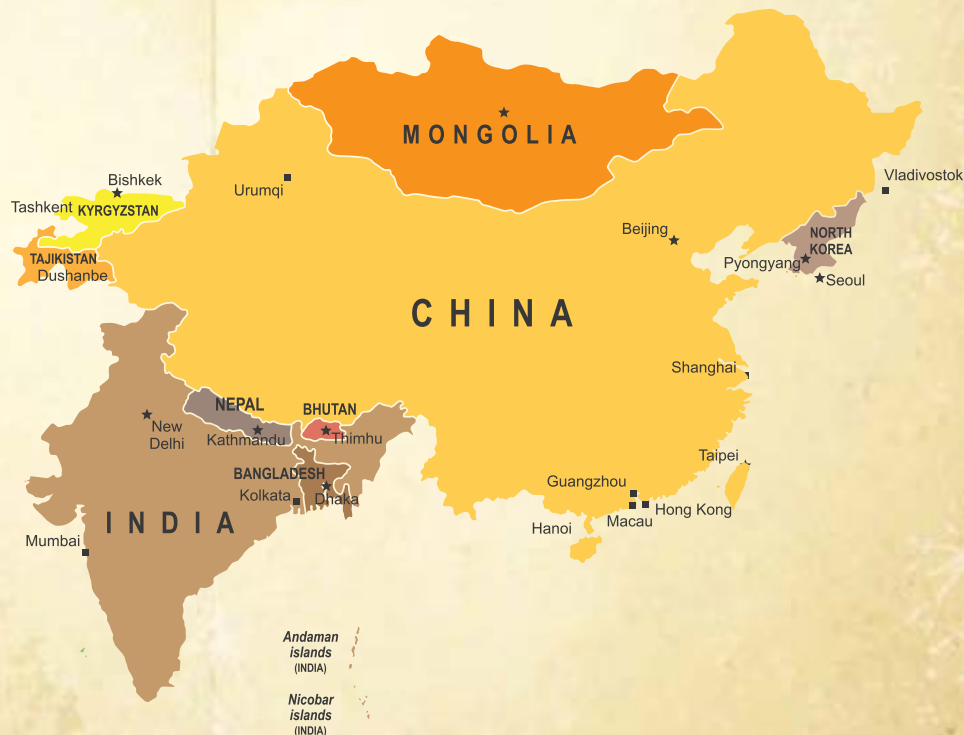 MONGOLIA
Bishkek
Urumqi
Vladivostok
Tashkent
KYRGYZSTAN
Beijing
NORTH
KOREA
TAJIKISTAN
Dushanbe
Pyongyang
Seoul
CHINA
Shanghai
NEPAL
BHUTAN
New
Delhi
Kathmandu
Thimhu
Taipei
BANGLADESH
Guangzhou
Kolkata
Dhaka
Hong Kong
Macau
INDIA
Hanoi
Mumbai
Andaman
islands
(INDIA)
Nicobar
islands
(INDIA)